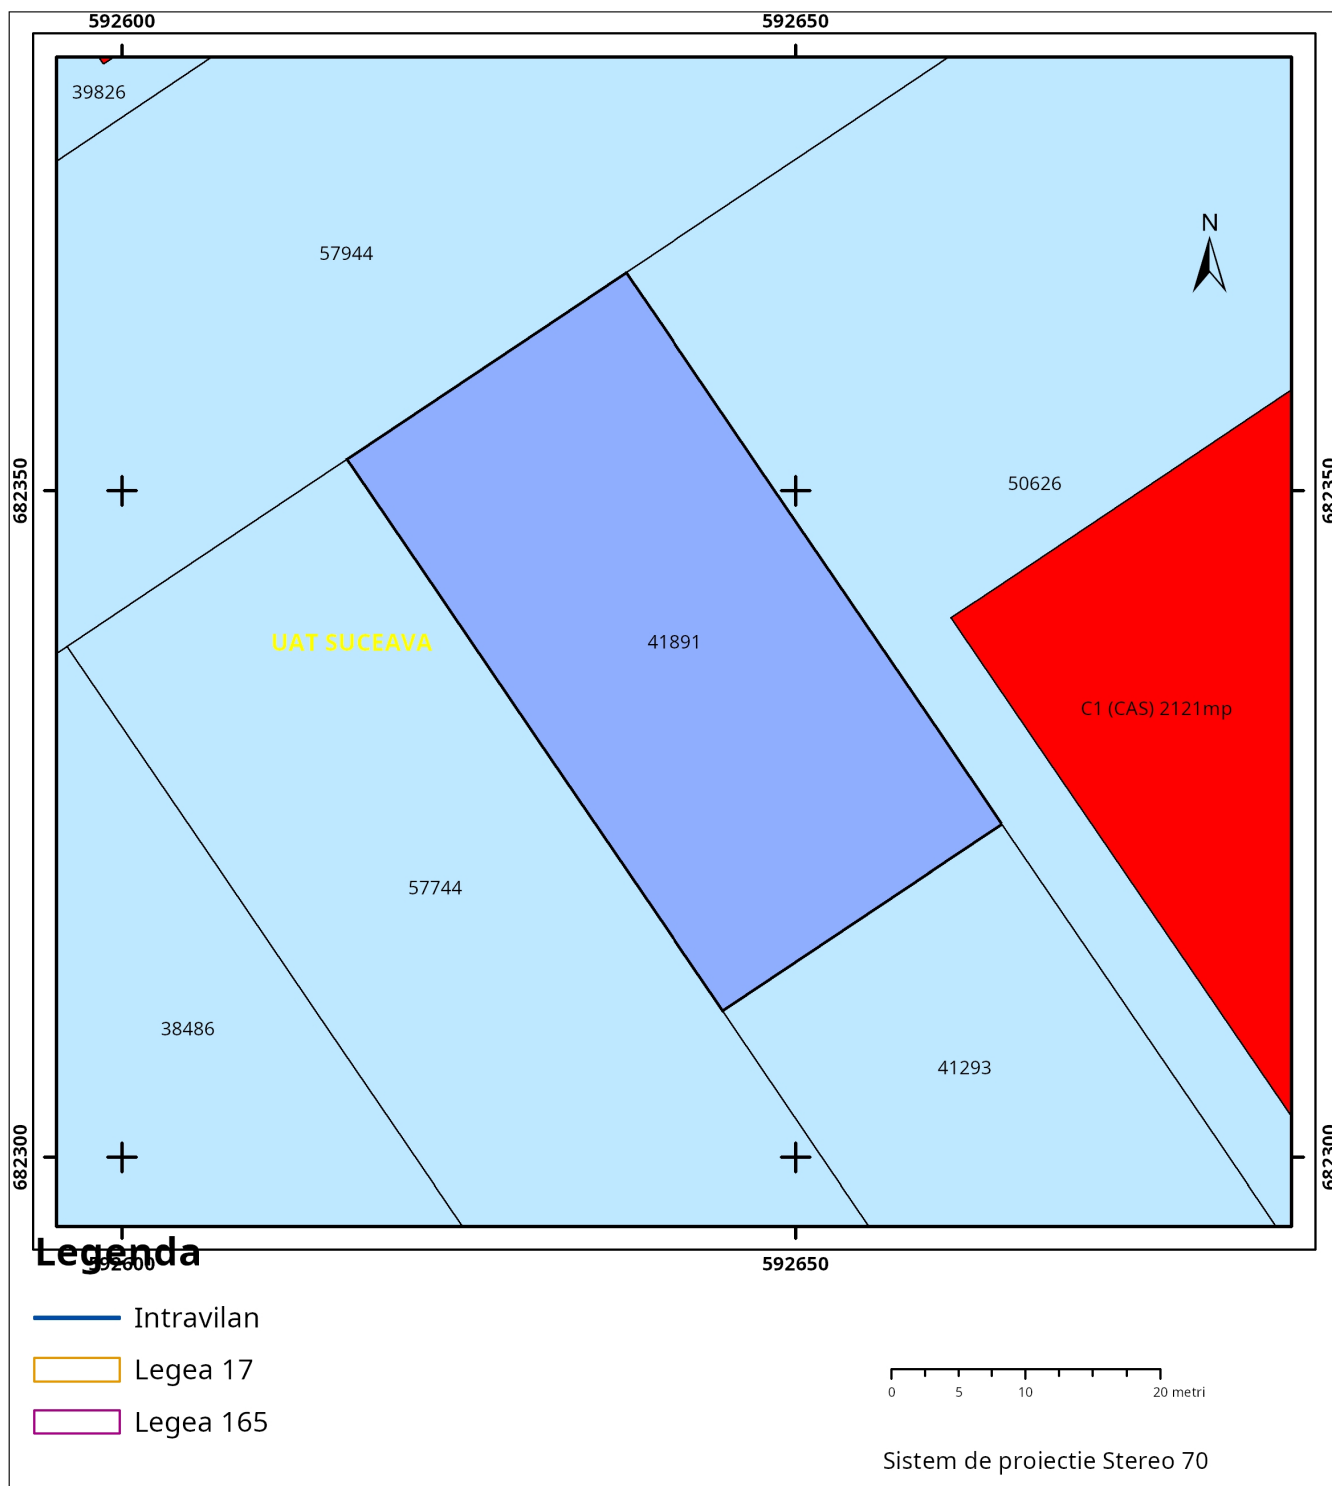 592600 592650
39826
N
57944
682350 682350
50626
UAT SUCEAVA
41891
C1 (CAS) 2121mp
57744
38486
41293
682300 682300
Legenda
592600 592650
Intravilan
Legea 17
Legea 165
0 5 10 20 metri
Sistem de proiectie Stereo 70